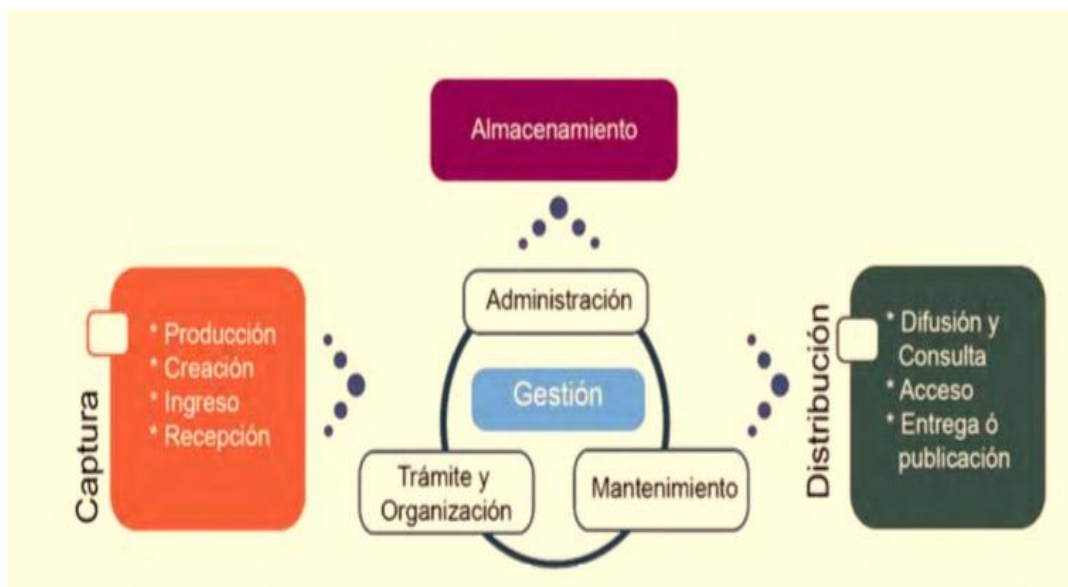 Almacenamiento
Captura
* Producción
* Creación
* Ingreso
* Recepción
Administración
Gestión
Trámite y
Organización
Mantenimiento
Distribución
* Difusión y
Consulta
* Acceso
* Entrega ó
publicación